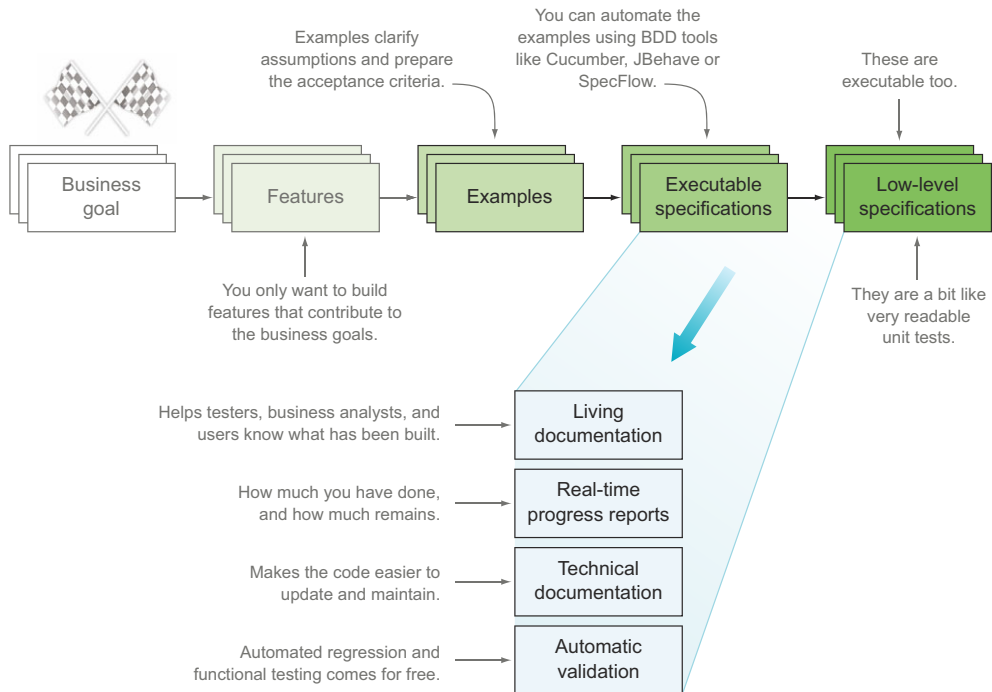 You can automate the
examples using BDD tools
like Cucumber, JBehave or
SpecFlow.
Examples clarify
assumptions and prepare
the acceptance criteria.
These are
executable too.
Business
goal
Features
Examples
Executable
specifications
Low-level
specifications
You only want to build
features that contribute to
the business goals.
They are a bit like
very readable
unit tests.
Helps testers, business analysts, and
users know what has been built.
Living
documentation
How much you have done,
and how much remains.
Real-time
progress reports
Makes the code easier to
update and maintain.
Technical
documentation
Automated regression and
functional testing comes for free.
Automatic
validation